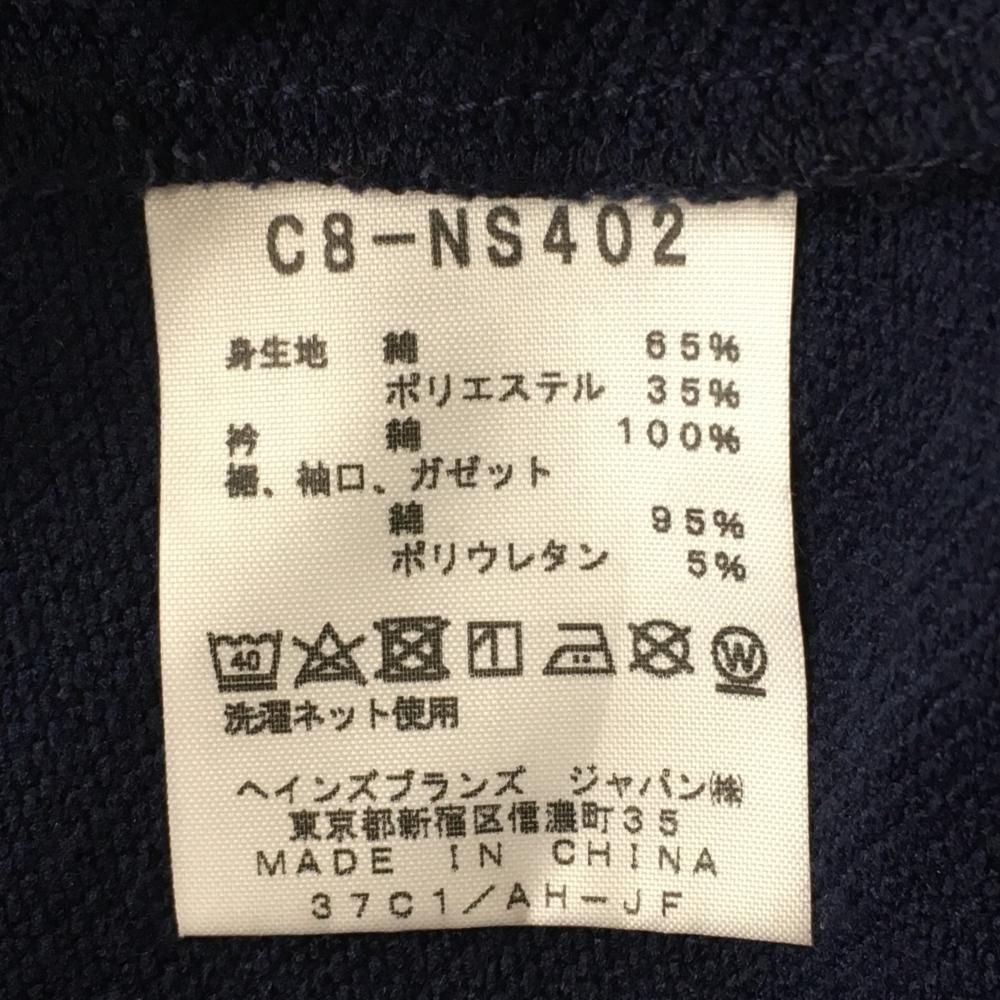 C8-NS402
身生地 綿 65%
ポリエステル 35%
衿 綿 100%
裾、袖口、ガゼット
綿 95%
ポリウレタン 5%
40 W
洗濯ネット使用
ヘインズブランズ ジャパン㈱
東京都新宿区信濃町35
MADE IN CHINA
37C1/AH-JF